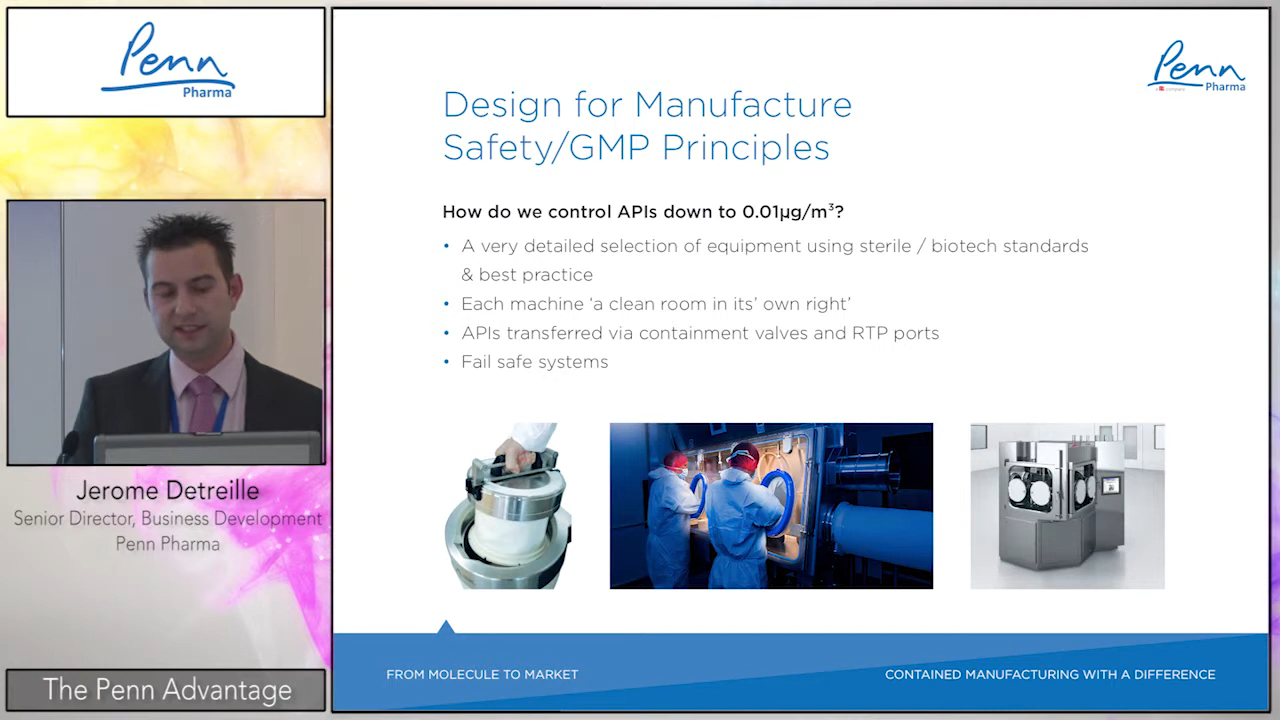 Penn
Pharma
Jerome Detreille
Senior Director, Business Development
Penn Pharma
The Penn Advantage
Penn
Pharma
Design for Manufacture
Safety/GMP Principles
How do we control APIs down to 0.01µg/m³?
• A very detailed selection of equipment using sterile / biotech standards
& best practice
• Each machine ‘a clean room in its’ own right’
• APIs transferred via containment valves and RTP ports
• Fail safe systems
FROM MOLECULE TO MARKET
CONTAINED MANUFACTURING WITH A DIFFERENCE